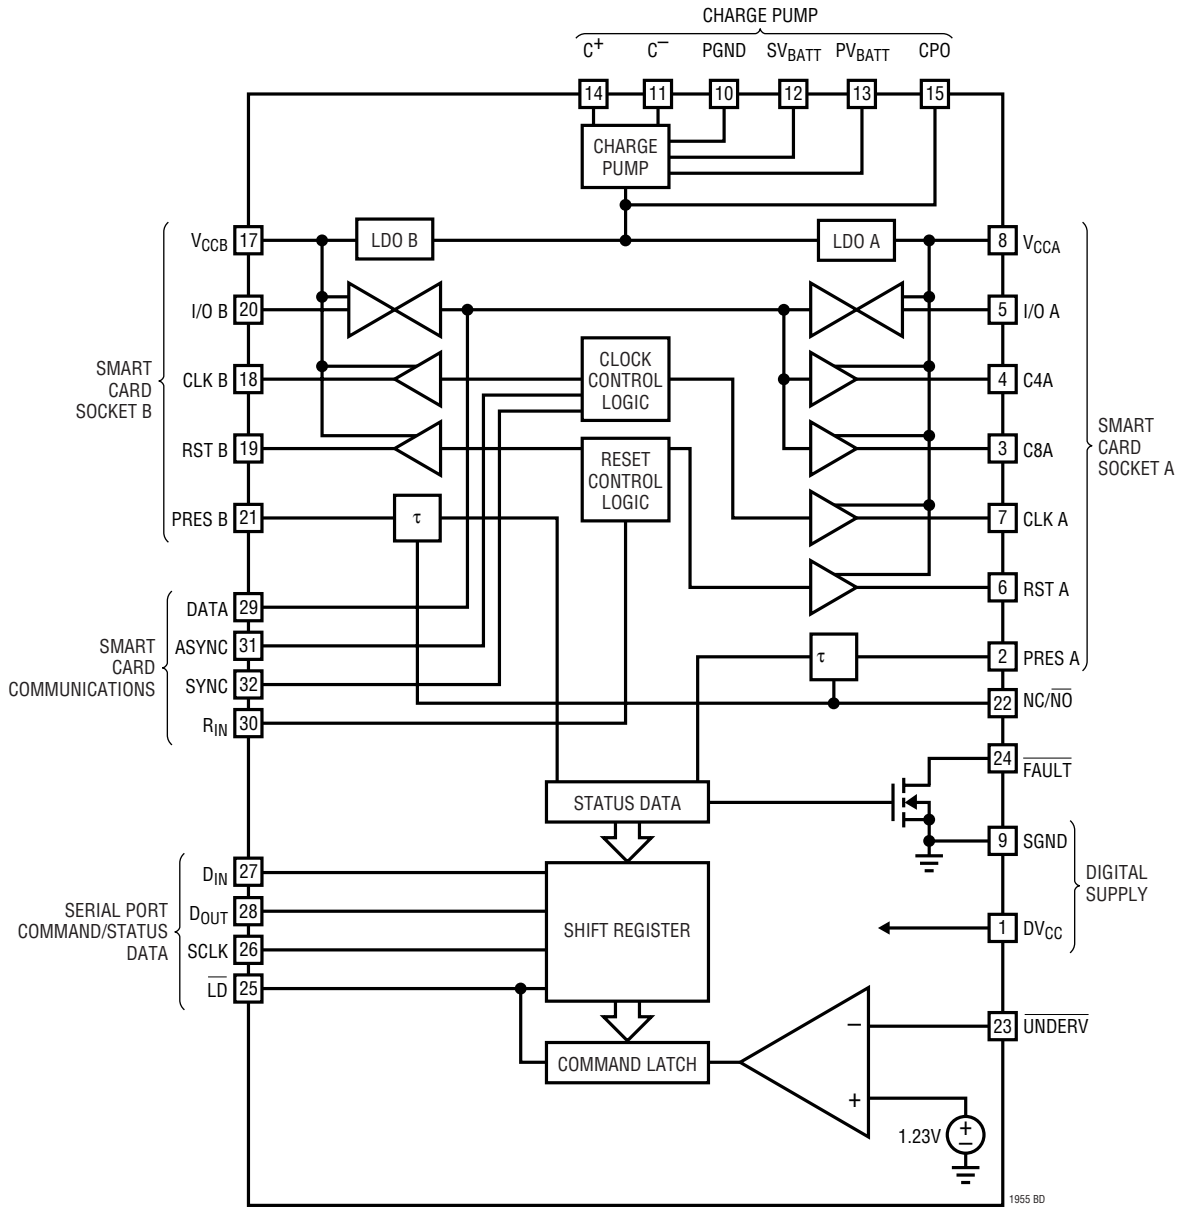 CHARGE PUMP
C+ C– PGND SVBATT PVBATT CPO
14 11 10 12 13 15
CHARGE
PUMP
VCCB 17
LDO B
LDO A
8 VCCA
I/O B 20
5 I/O A
SMART
CARD
SOCKET B
CLK B 18
CLOCK
CONTROL
LOGIC
4 C4A
RST B 19
RESET
CONTROL
LOGIC
3 C8A
SMART
CARD
SOCKET A
PRES B 21
τ
7 CLK A
6 RST A
DATA 29
SMART
CARD
COMMUNICATIONS
ASYNC 31
SYNC 32
RIN 30
τ
2 PRES A
22 NC/N̅O̅
24 F̅A̅U̅L̅T̅
STATUS DATA
9 SGND
DIGITAL
SUPPLY
1 DVCC
SERIAL PORT
COMMAND/STATUS
DATA
DIN 27
DOUT 28
SCLK 26
L̅D̅ 25
SHIFT REGISTER
COMMAND LATCH
–
+
23 U̅N̅D̅E̅R̅V̅
1.23V
+
–
1955 BD